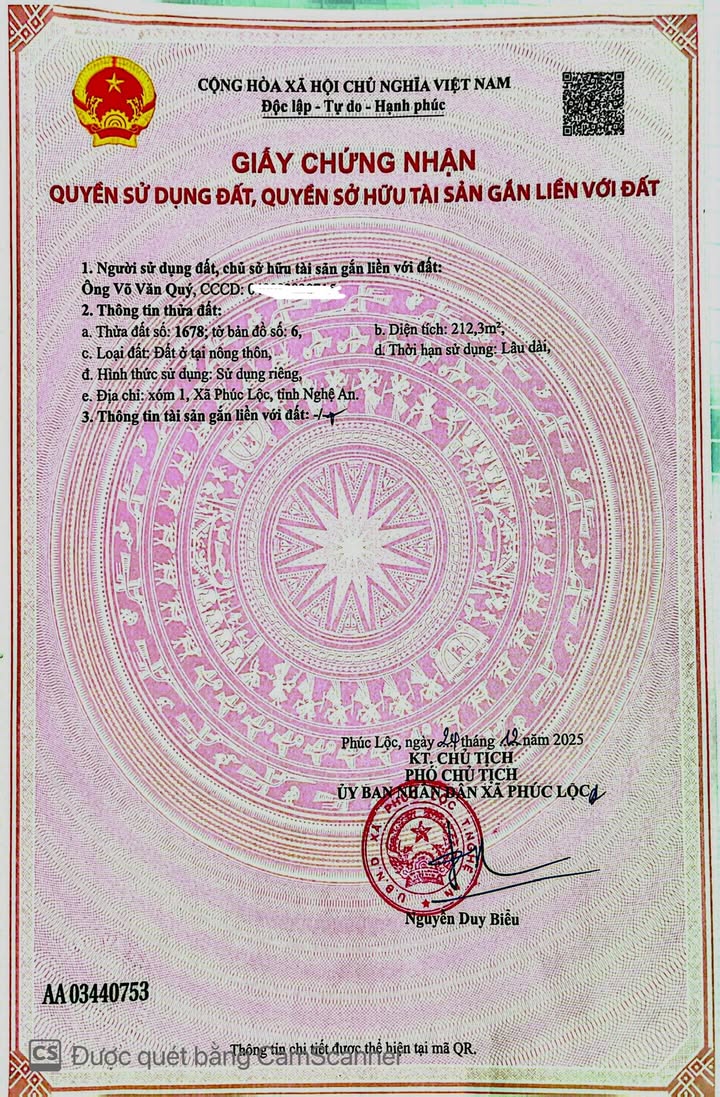 CỘNG HÒA XÃ HỘI CHỦ NGHĨA VIỆT NAM
Độc lập - Tự do - Hạnh phúc
GIẤY CHỨNG NHẬN
QUYỀN SỬ DỤNG ĐẤT, QUYỀN SỞ HỮU TÀI SẢN GẮN LIỀN VỚI ĐẤT
1. Người sử dụng đất, chủ sở hữu tài sản gắn liền với đất:
Ông Võ Văn Quý, CCCD:
2. Thông tin thửa đất:
a. Thửa đất số: 1678; tờ bản đồ số: 6, b. Diện tích: 212,3m²,
c. Loại đất: Đất ở tại nông thôn, d. Thời hạn sử dụng: Lâu dài,
đ. Hình thức sử dụng: Sử dụng riêng,
e. Địa chỉ: xóm 1, Xã Phúc Lộc, tỉnh Nghệ An.
3. Thông tin tài sản gắn liền với đất: -/-
Phúc Lộc, ngày 24 tháng 12 năm 2025
KT. CHỦ TỊCH
PHÓ CHỦ TỊCH
ỦY BAN NHÂN DÂN XÃ PHÚC LỘC
U.B.N.D XÃ PHÚC LỘC T.NGHỆ AN
Nguyễn Duy Biểu
AA 03440753
Thông tin chi tiết được thể hiện tại mã QR.
CS Được quét bằng CamScanner